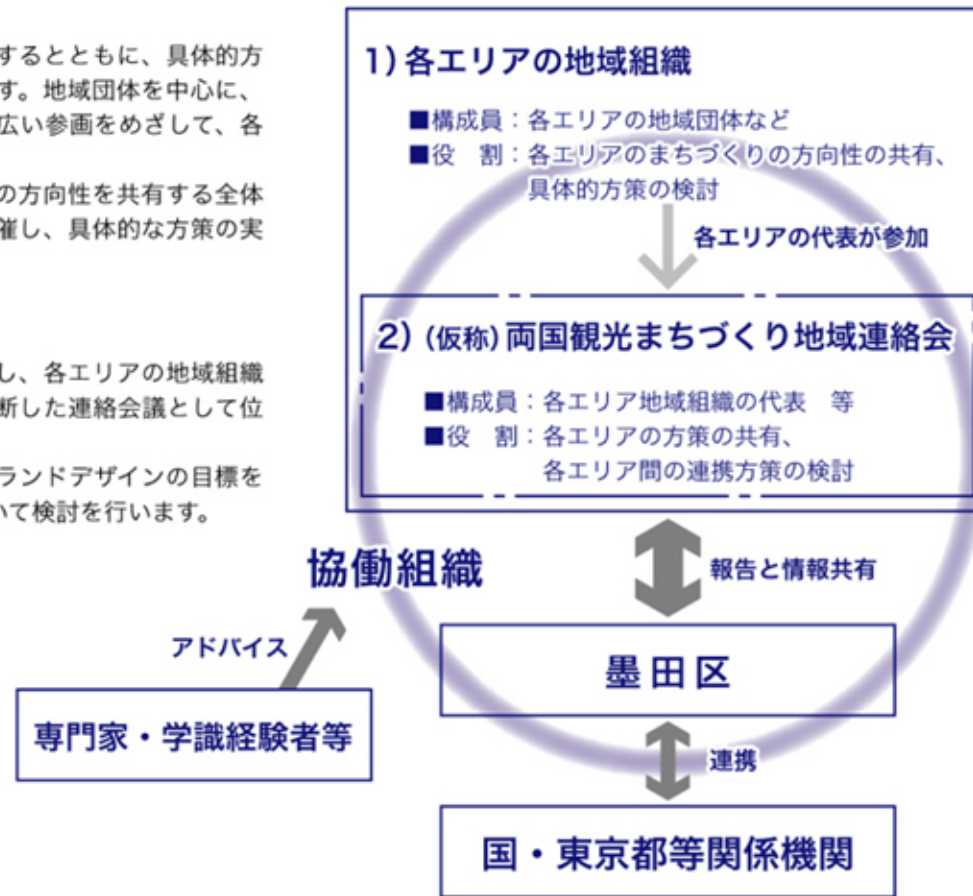 するとともに、具体的方
す。地域団体を中心に、
広い参画をめざして、各
の方向性を共有する全体
催し、具体的な方策の実
し、各エリアの地域組織
断した連絡会議として位
ランドデザインの目標を
いて検討を行います。
1)各エリアの地域組織
■構成員：各エリアの地域団体など
■役　割：各エリアのまちづくりの方向性の共有、
具体的方策の検討
各エリアの代表が参加
2)(仮称)両国観光まちづくり地域連絡会
■構成員：各エリア地域組織の代表　等
■役　割：各エリアの方策の共有、
各エリア間の連携方策の検討
協働組織
報告と情報共有
アドバイス
墨田区
専門家・学識経験者等
連携
国・東京都等関係機関